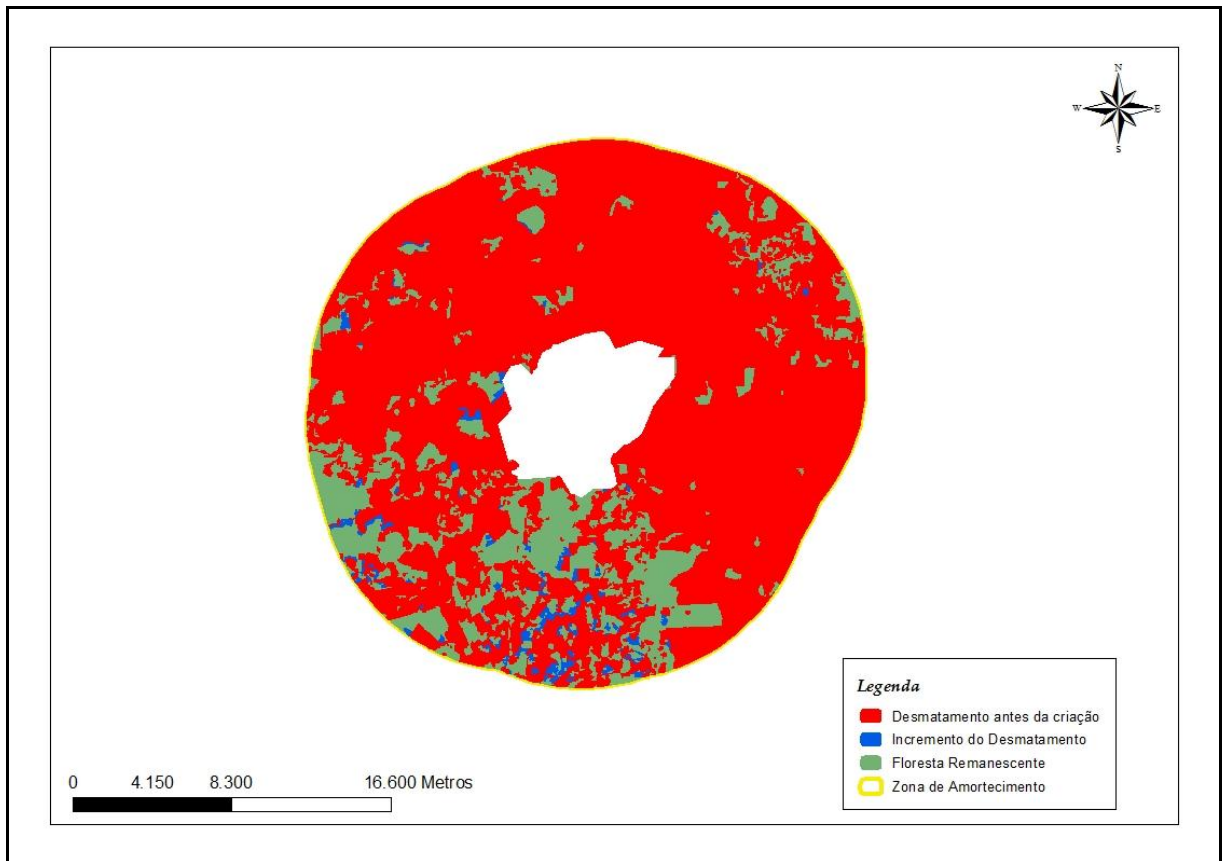 N
W E
S
Legenda
Desmatamento antes da criação
Incremento do Desmatamento
Floresta Remanescente
Zona de Amortecimento
0 4.150 8.300 16.600 Metros